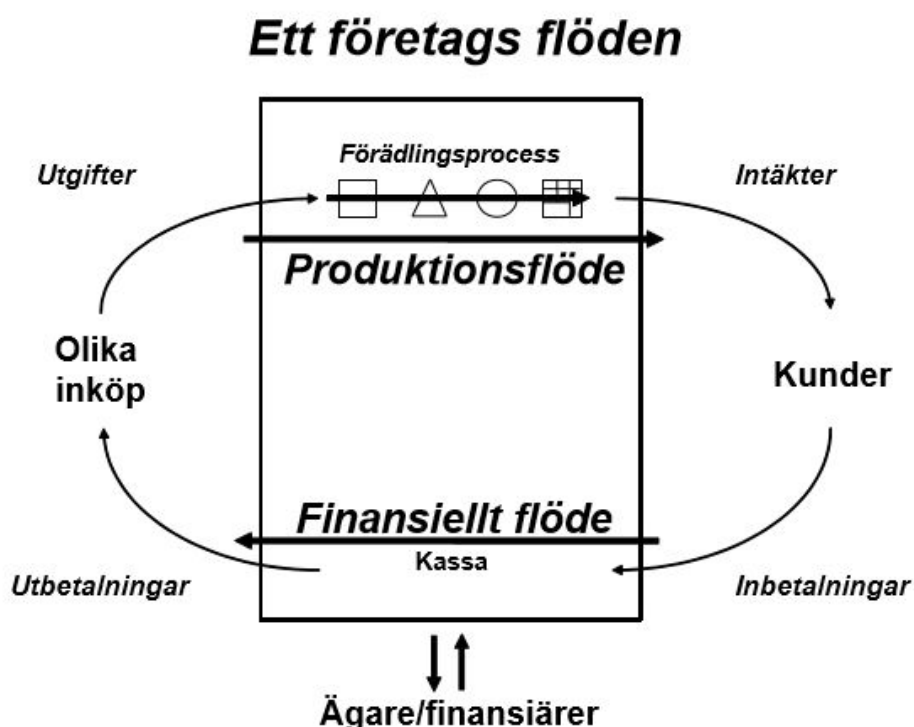 Ett företags flöden
Förädlingsprocess
Utgifter
Intäkter
Produktionsflöde
Olika
inköp
Kunder
Finansiellt flöde
Kassa
Utbetalningar
Inbetalningar
Ägare/finansiärer